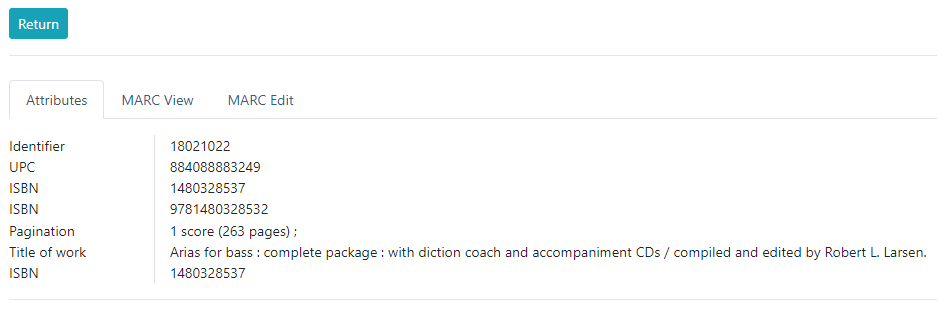 Return
Attributes MARC View MARC Edit
Identifier 18021022
UPC 884088883249
ISBN 1480328537
ISBN 9781480328532
Pagination 1 score (263 pages) ;
Title of work Arias for bass : complete package : with diction coach and accompaniment CDs / compiled and edited by Robert L. Larsen.
ISBN 1480328537